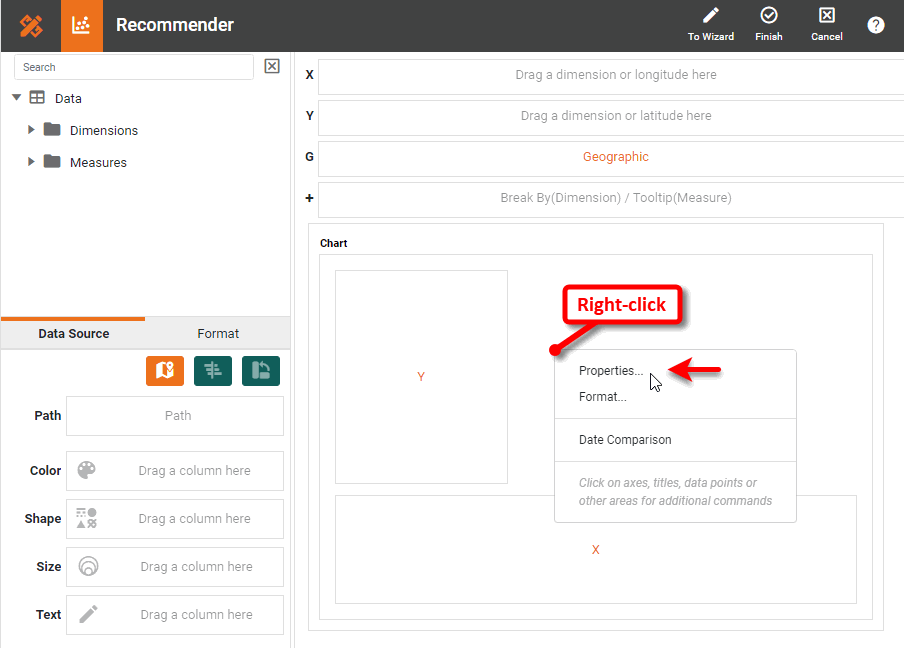 Recommender
To Wizard
Finish
Cancel
?
Search
Data
Dimensions
Measures
Data Source
Format
Path
Path
Color
Drag a column here
Shape
Drag a column here
Size
Drag a column here
Text
Drag a column here
X
Drag a dimension or longitude here
Y
Drag a dimension or latitude here
G
Geographic
+
Break By(Dimension) / Tooltip(Measure)
Chart
Y
Right-click
Properties...
Format...
Date Comparison
Click on axes, titles, data points or
other areas for additional commands
X